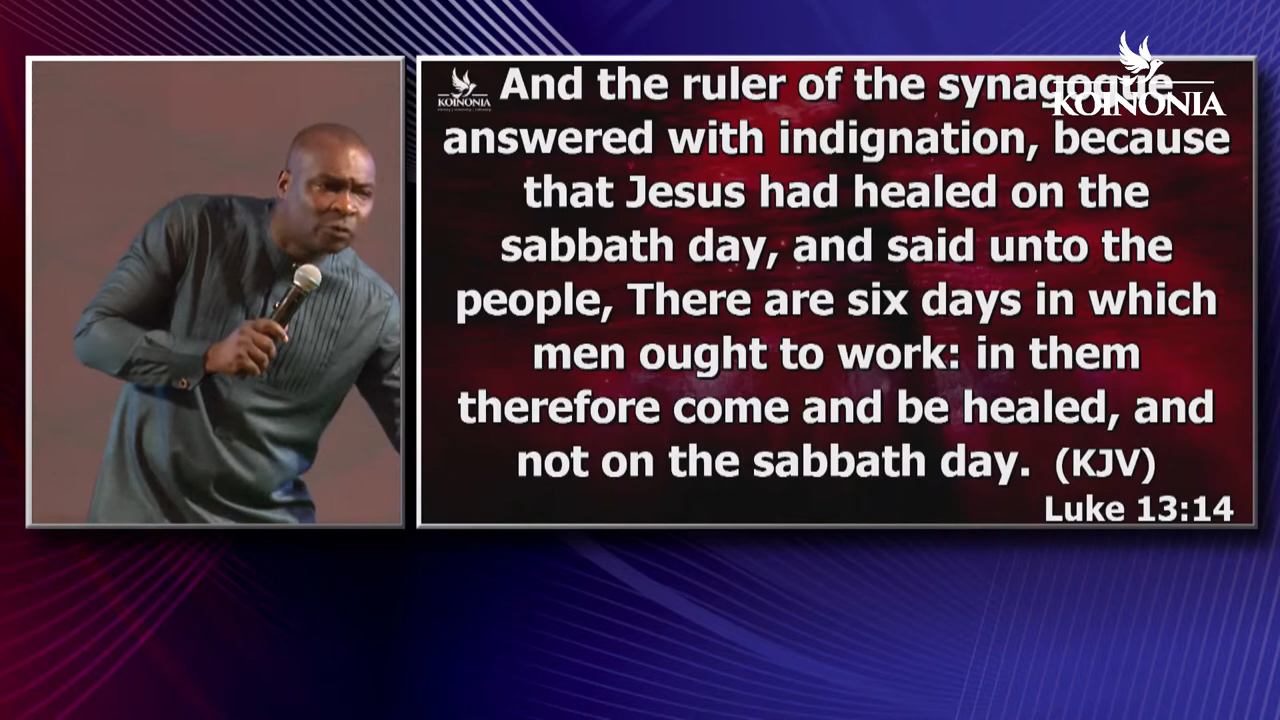 KOINONIA
And the ruler of the synagogue
KOINONIA
answered with indignation, because
that Jesus had healed on the
sabbath day, and said unto the
people, There are six days in which
men ought to work: in them
therefore come and be healed, and
not on the sabbath day. (KJV)
Luke 13:14